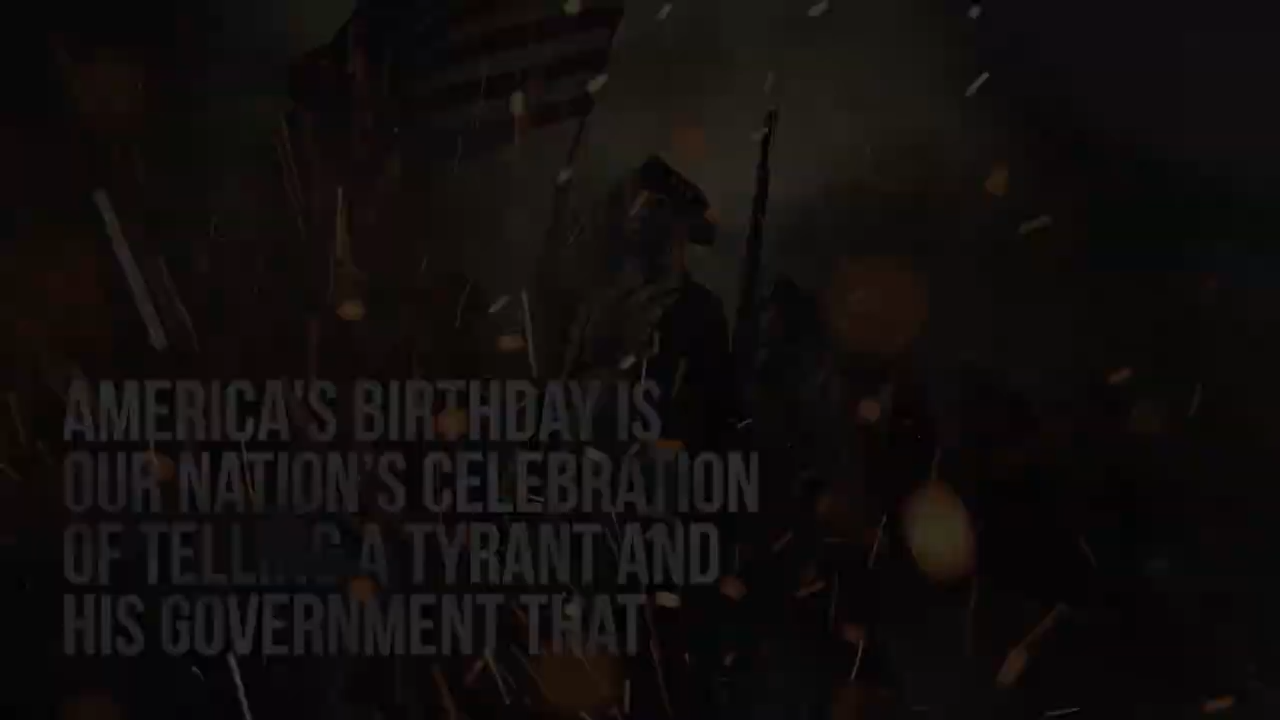 AMERICA'S BIRTHDAY IS
OUR NATION'S CELEBRATION
OF TELLING A TYRANT AND
HIS GOVERNMENT THAT